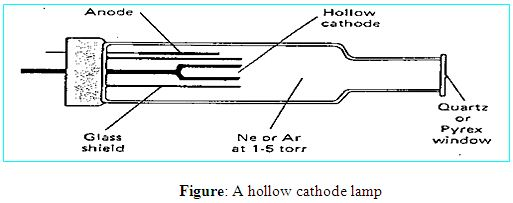 Anode
Hollow
cathode
Glass
shield
Ne or Ar
at 1-5 torr
Quartz
or
Pyrex
window
Figure: A hollow cathode lamp